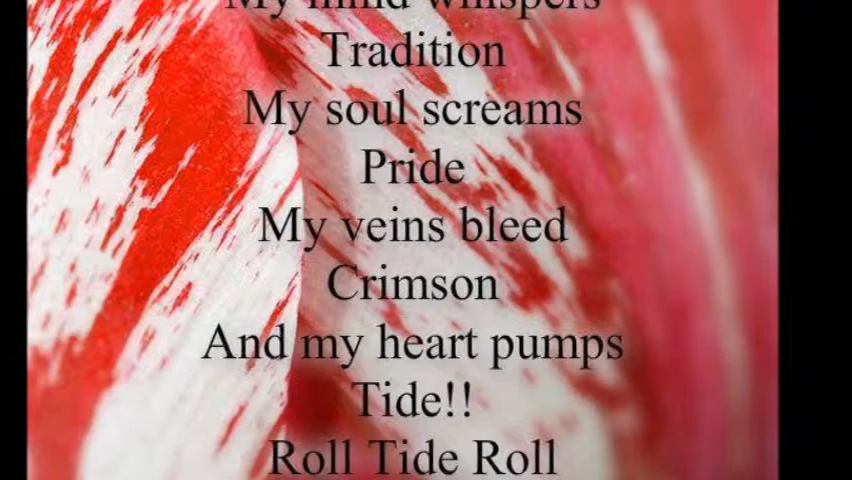 My mind whispers
Tradition
My soul screams
Pride
My veins bleed
Crimson
And my heart pumps
Tide!!
Roll Tide Roll